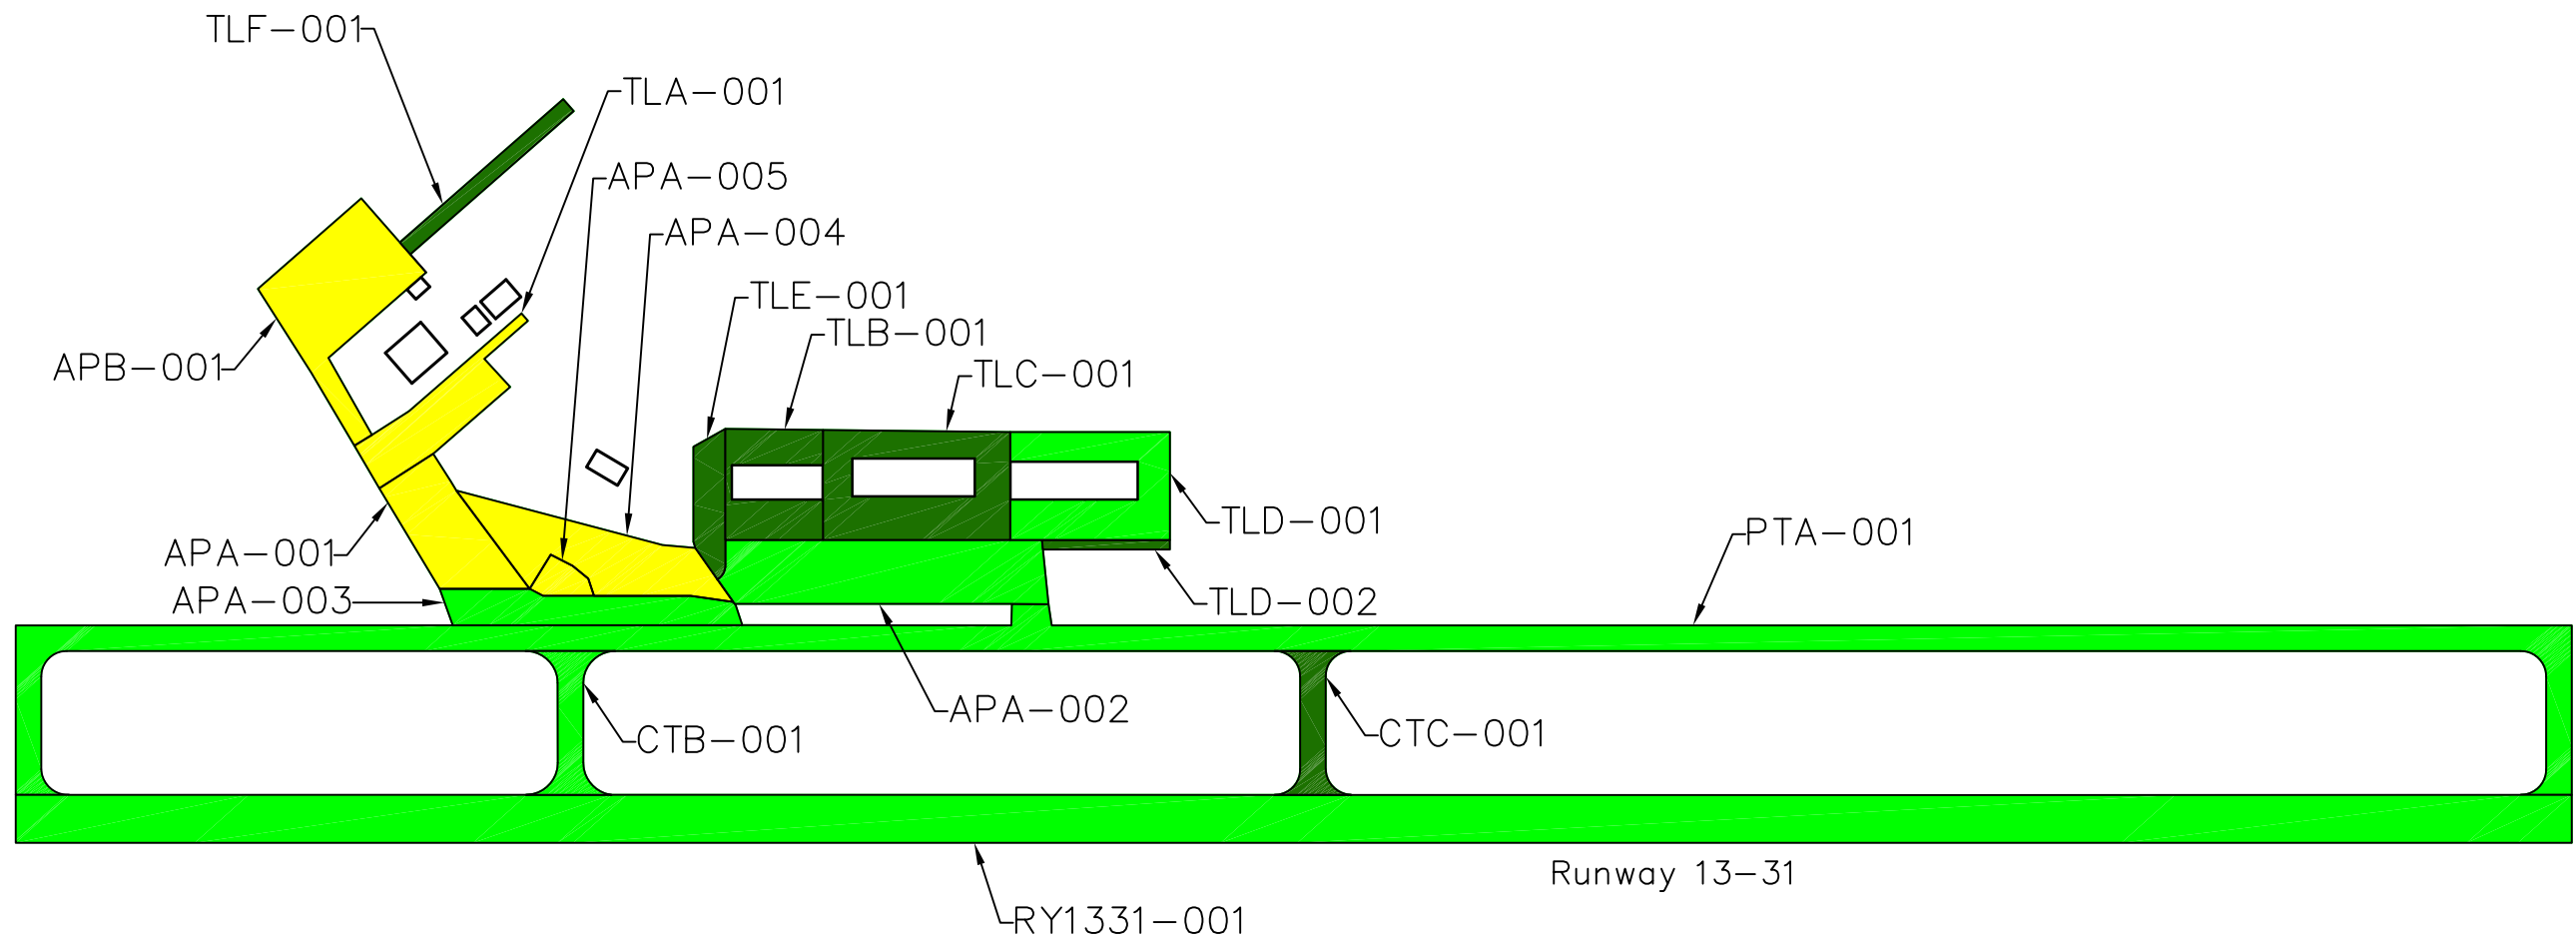 TLF-001
TLA-001
APA-005
APA-004
TLE-001
TLB-001
APB-001
TLC-001
TLD-001
PTA-001
APA-001
APA-003
TLD-002
APA-002
CTB-001
CTC-001
Runway 13-31
RY1331-001